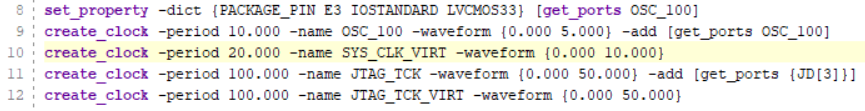 8 set_property -dict {PACKAGE_PIN E3 IOSTANDARD LVCMOS33} [get_ports OSC_100]
9 create_clock -period 10.000 -name OSC_100 -waveform {0.000 5.000} -add [get_ports OSC_100]
10 create_clock -period 20.000 -name SYS_CLK_VIRT -waveform {0.000 10.000}
11 create_clock -period 100.000 -name JTAG_TCK -waveform {0.000 50.000} -add [get_ports {JD[3]}]
12 create_clock -period 100.000 -name JTAG_TCK_VIRT -waveform {0.000 50.000}